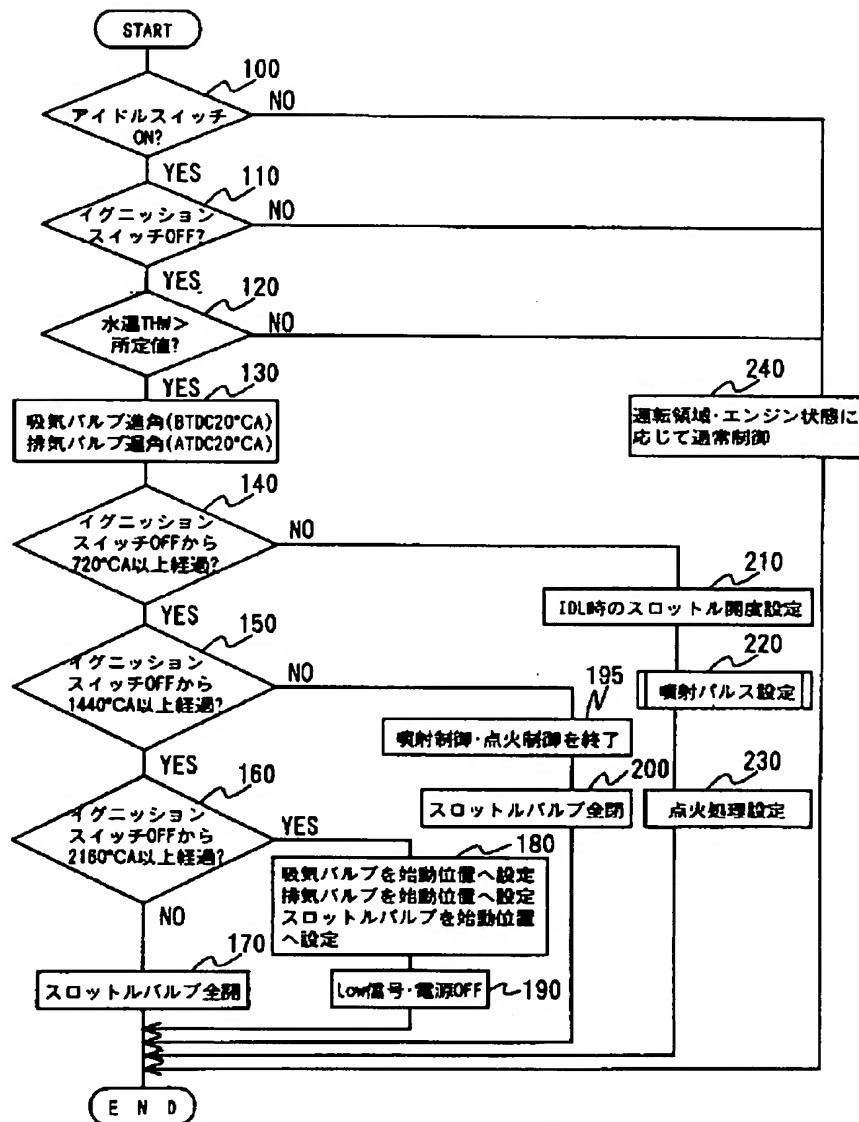 START
100
アイドルスイッチ
ON?
NO
YES
110
イグニッション
スイッチOFF?
NO
YES
120
水温THW>
所定値?
NO
YES
130
吸気バルブ進角(BTDC20°CA)
排気バルブ遅角(ATDC20°CA)
240
運転領域・エンジン状態に
応じて通常制御
140
イグニッション
スイッチOFFから
720°CA以上経過?
NO
YES
210
IDL時のスロットル開度設定
150
イグニッション
スイッチOFFから
1440°CA以上経過?
NO
YES
220
噴射パルス設定
195
噴射制御・点火制御を終了
230
点火処理設定
200
スロットルバルブ全閉
160
イグニッション
スイッチOFFから
2160°CA以上経過?
YES
NO
180
吸気バルブを始動位置へ設定
排気バルブを始動位置へ設定
スロットルバルブを始動位置
へ設定
170
スロットルバルブ全開
Low信号・電源OFF
190
E N D